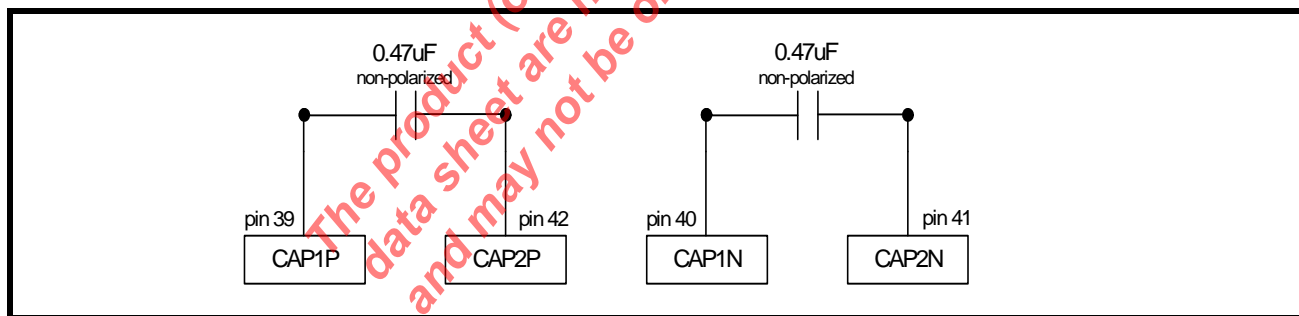 0.47uF
non-polarized
0.47uF
non-polarized
pin 39
pin 42
pin 40
pin 41
CAP1P
CAP2P
CAP1N
CAP2N
The product (
data sheet are
and may not be